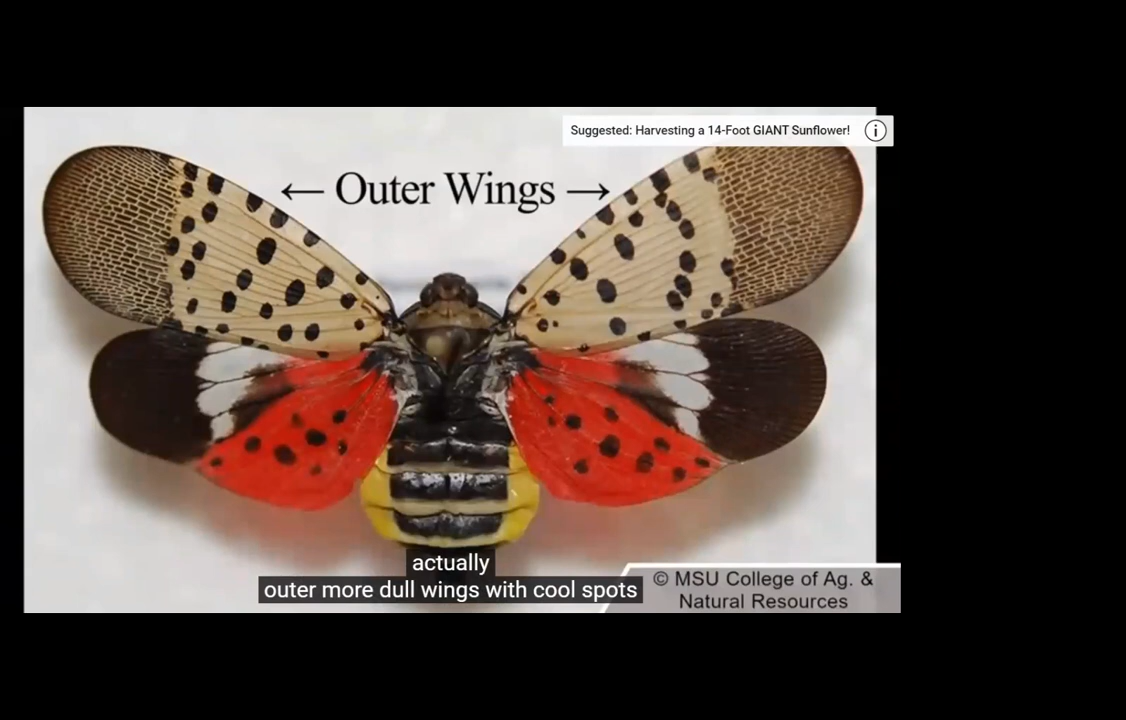 Suggested: Harvesting a 14-Foot GIANT Sunflower!
← Outer Wings →
actually
outer more dull wings with cool spots
© MSU College of Ag. &
Natural Resources